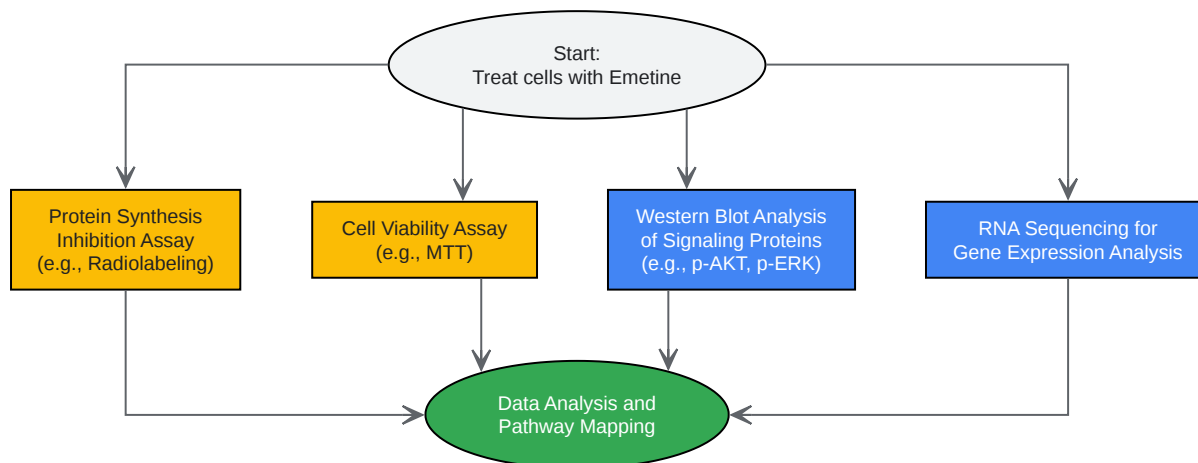 Start:
Treat cells with Emetine
Protein Synthesis
Inhibition Assay
(e.g., Radiolabeling)
Cell Viability Assay
(e.g., MTT)
Western Blot Analysis
of Signaling Proteins
(e.g., p-AKT, p-ERK)
RNA Sequencing for
Gene Expression Analysis
Data Analysis and
Pathway Mapping